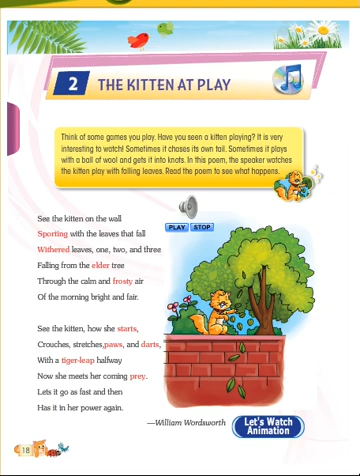 2 THE KITTEN AT PLAY
Think of some games you play. Have you seen a kitten playing? It is very
interesting to watch! Sometimes it chases its own tail. Sometimes it plays
with a ball of wool and gets it into knots. In this poem, the speaker watches
the kitten play with falling leaves. Read the poem to see what happens.
PLAY STOP
See the kitten on the wall
Sporting with the leaves that fall
Withered leaves, one, two, and three
Falling from the elder tree
Through the calm and frosty air
Of the morning bright and fair.
See the kitten, how she starts,
Crouches, stretches,paws, and darts,
With a tiger-leap halfway
Now she meets her coming prey.
Lets it go as fast and then
Has it in her power again.
—William Wordsworth
Let's Watch
Animation
18